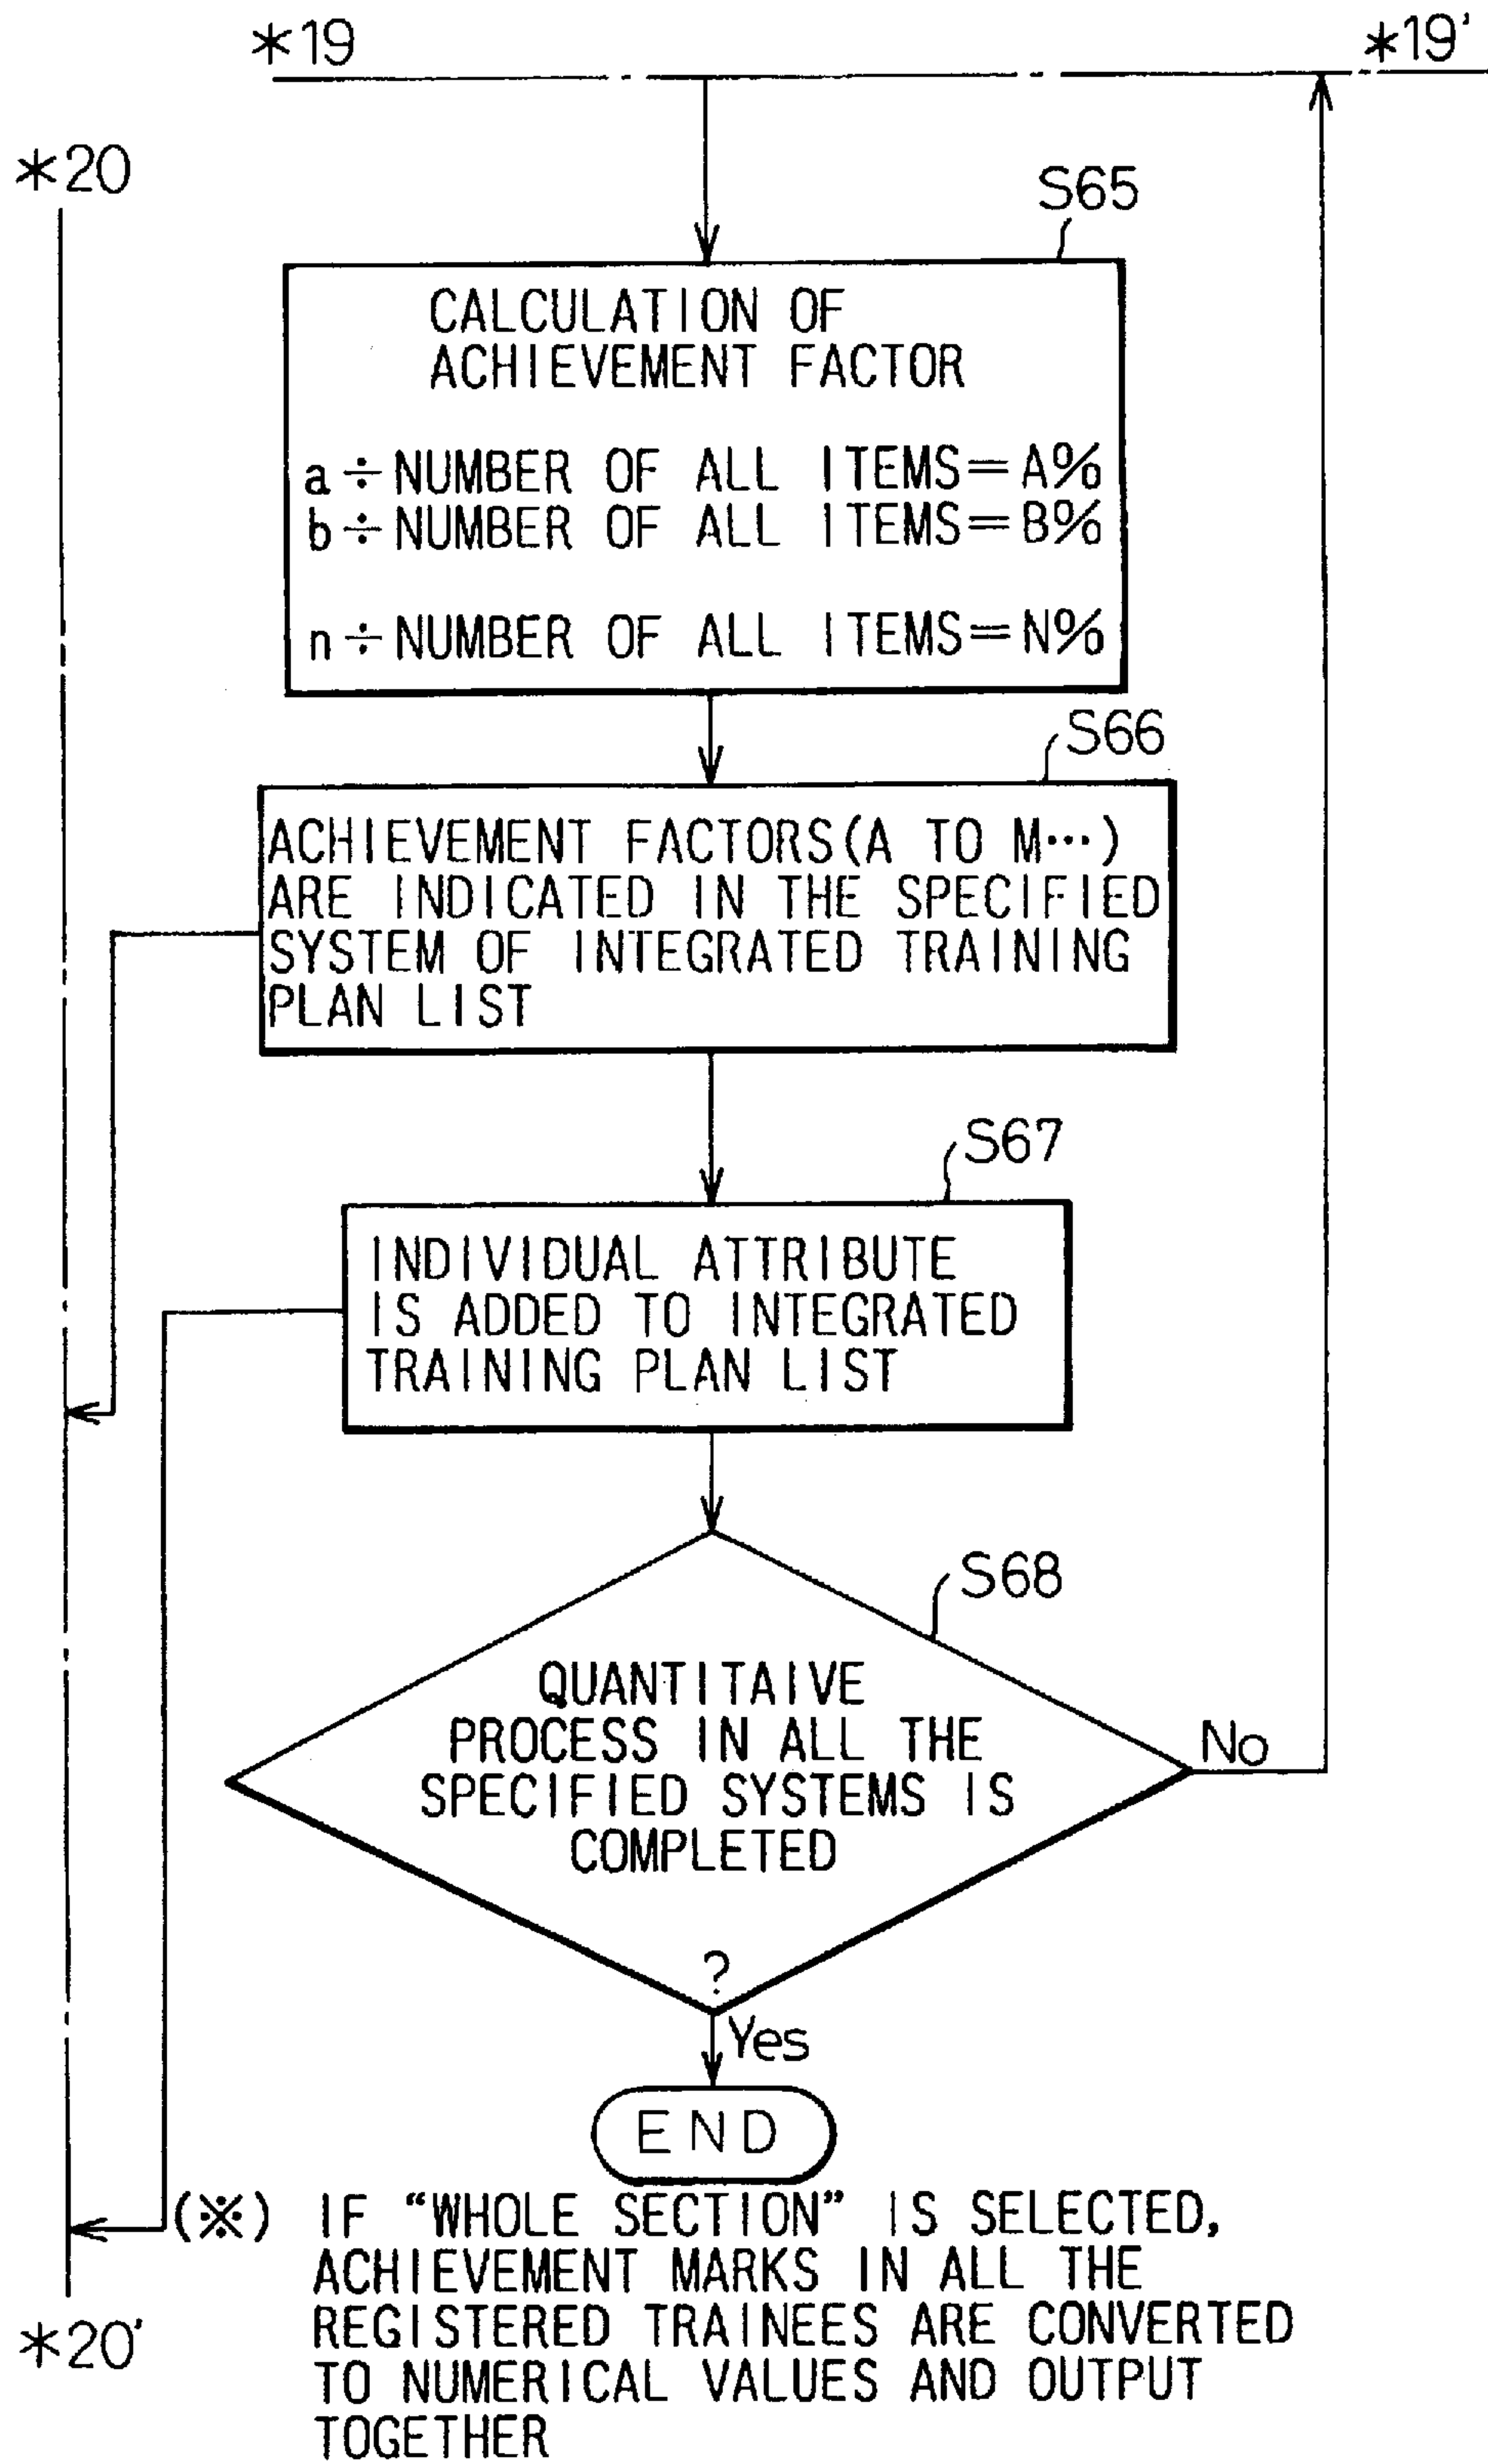 *19
*19'
*20
S65
CALCULATION OF
ACHIEVEMENT FACTOR
a÷NUMBER OF ALL ITEMS=A%
b÷NUMBER OF ALL ITEMS=B%
n÷NUMBER OF ALL ITEMS=N%
S66
ACHIEVEMENT FACTORS(A TO M···)
ARE INDICATED IN THE SPECIFIED
SYSTEM OF INTEGRATED TRAINING
PLAN LIST
S67
INDIVIDUAL ATTRIBUTE
IS ADDED TO INTEGRATED
TRAINING PLAN LIST
S68
QUANTITAIVE
PROCESS IN ALL THE
SPECIFIED SYSTEMS IS
COMPLETED
?
No
Yes
END
(※) IF “WHOLE SECTION” IS SELECTED,
ACHIEVEMENT MARKS IN ALL THE
REGISTERED TRAINEES ARE CONVERTED
TO NUMERICAL VALUES AND OUTPUT
TOGETHER
*20'